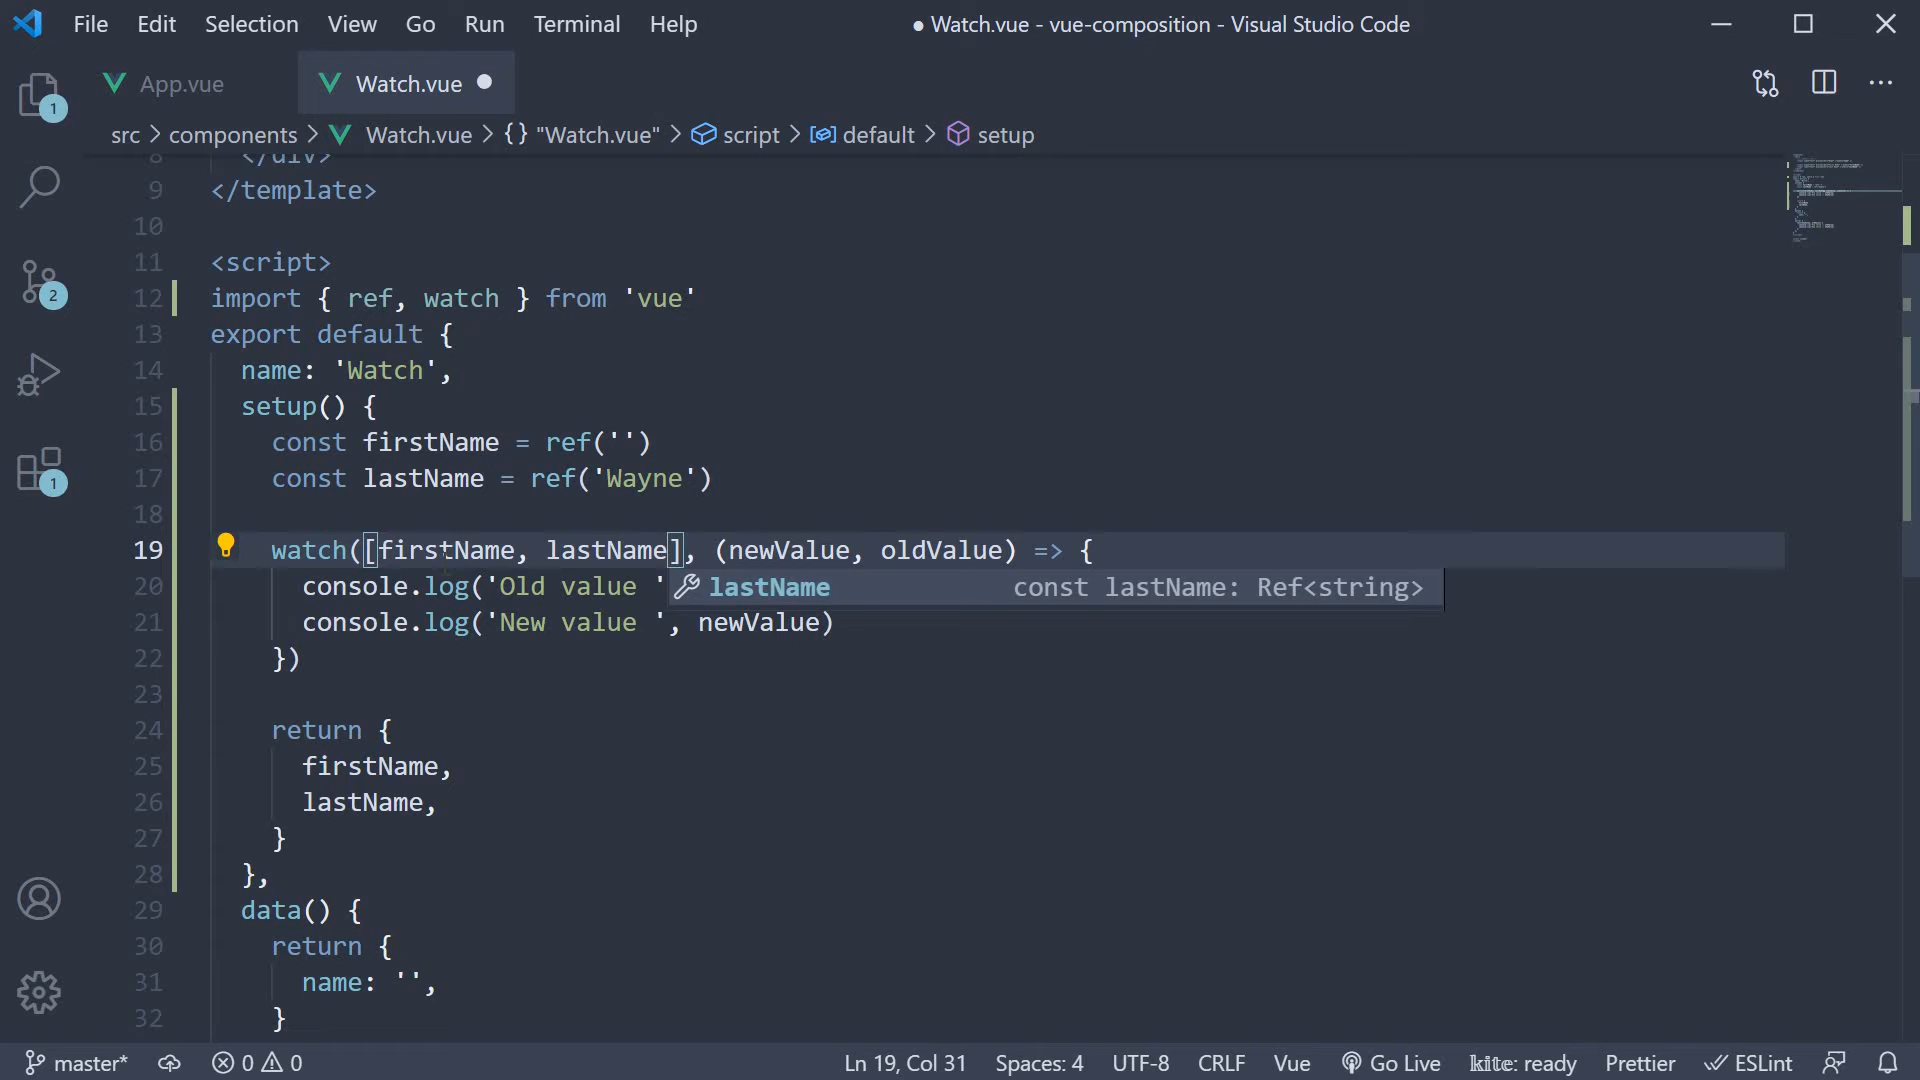 File Edit Selection View Go Run Terminal Help ● Watch.vue - vue-composition - Visual Studio Code
App.vue Watch.vue
src > components > Watch.vue > {} "Watch.vue" > script > default > setup
8 </div>
9 </template>
10
11 <script>
12 import { ref, watch } from 'vue'
13 export default {
14 name: 'Watch',
15 setup() {
16 const firstName = ref('')
17 const lastName = ref('Wayne')
18
19 watch([firstName, lastName], (newValue, oldValue) => {
20 console.log('Old value '
lastName const lastName: Ref<string>
21 console.log('New value ', newValue)
22 })
23
24 return {
25 firstName,
26 lastName,
27 }
28 },
29 data() {
30 return {
31 name: '',
32 }
1
2
1
master* 0 0 Ln 19, Col 31 Spaces: 4 UTF-8 CRLF Vue Go Live kite: ready Prettier ESLint